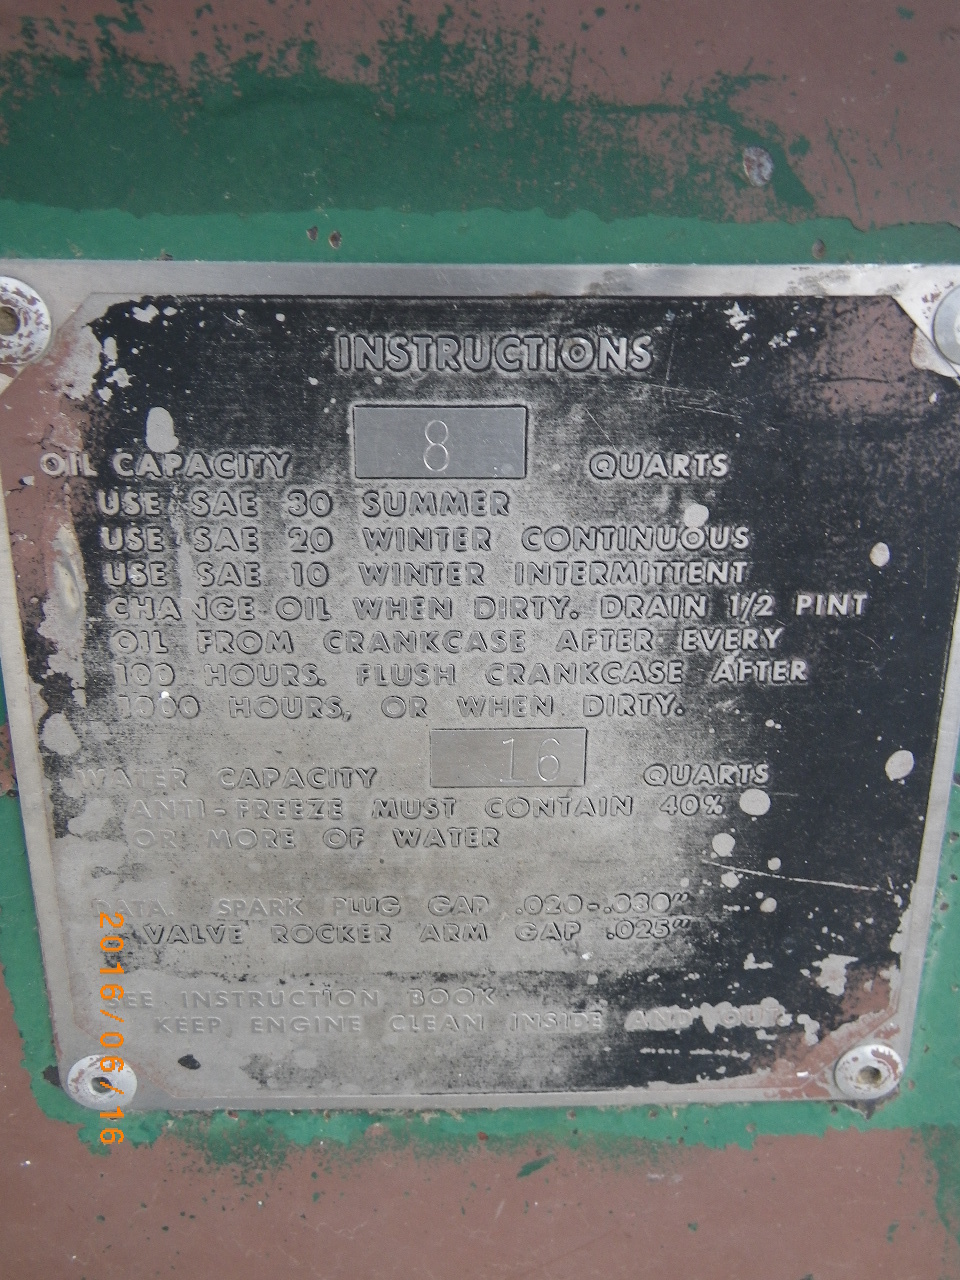 INSTRUCTIONS
OIL CAPACITY 8 QUARTS
USE SAE 30 SUMMER
USE SAE 20 WINTER CONTINUOUS
USE SAE 10 WINTER INTERMITTENT
CHANGE OIL WHEN DIRTY. DRAIN 1/2 PINT
OIL FROM CRANKCASE AFTER EVERY
100 HOURS. FLUSH CRANKCASE AFTER
1000 HOURS, OR WHEN DIRTY.
WATER CAPACITY 16 QUARTS
ANTI-FREEZE MUST CONTAIN 40%
OR MORE OF WATER
DATA. SPARK PLUG GAP .020-.030"
VALVE ROCKER ARM GAP .025"
SEE INSTRUCTION BOOK
KEEP ENGINE CLEAN INSIDE AND OUT.
2016/06/16